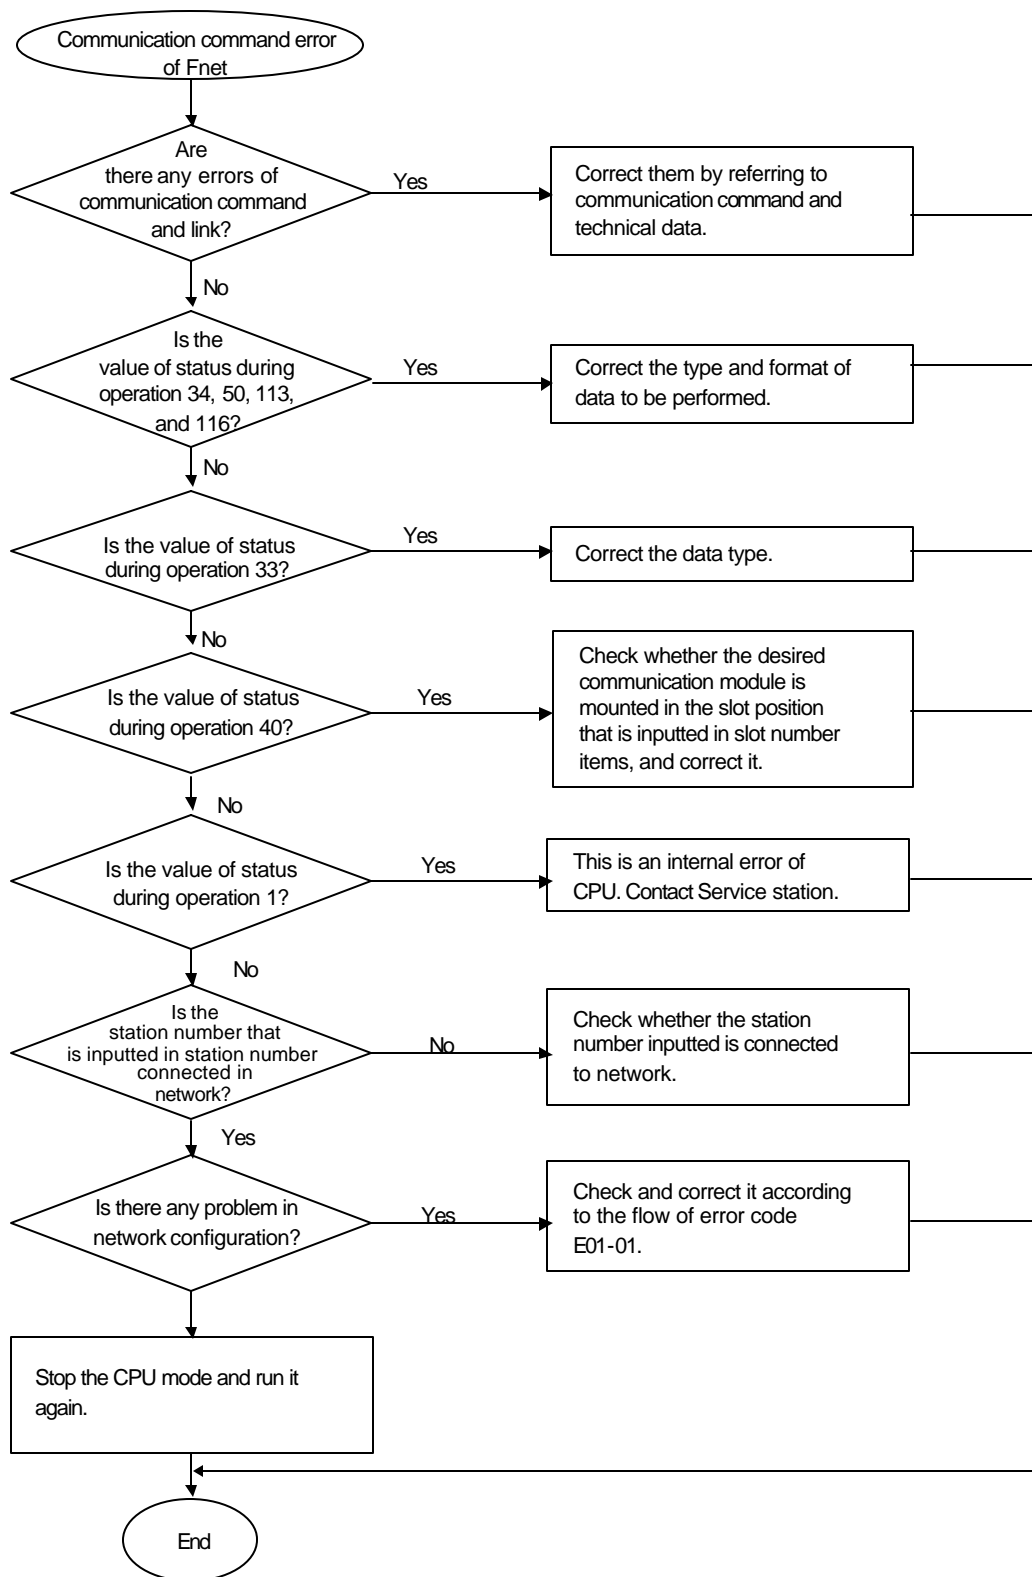 Communication command error
of Fnet
Are
there any errors of
communication command
and link?
Yes
Correct them by referring to
communication command and
technical data.
No
Is the
value of status during
operation 34, 50, 113,
and 116?
Yes
Correct the type and format of
data to be performed.
No
Is the value of status
during operation 33?
Yes
Correct the data type.
No
Is the value of status
during operation 40?
Yes
Check whether the desired
communication module is
mounted in the slot position
that is inputted in slot number
items, and correct it.
No
Is the value of status
during operation 1?
Yes
This is an internal error of
CPU. Contact Service station.
No
Is the
station number that
is inputted in station number
connected in
network?
No
Check whether the station
number inputted is connected
to network.
Yes
Is there any problem in
network configuration?
Yes
Check and correct it according
to the flow of error code
E01-01.
Stop the CPU mode and run it
again.
End